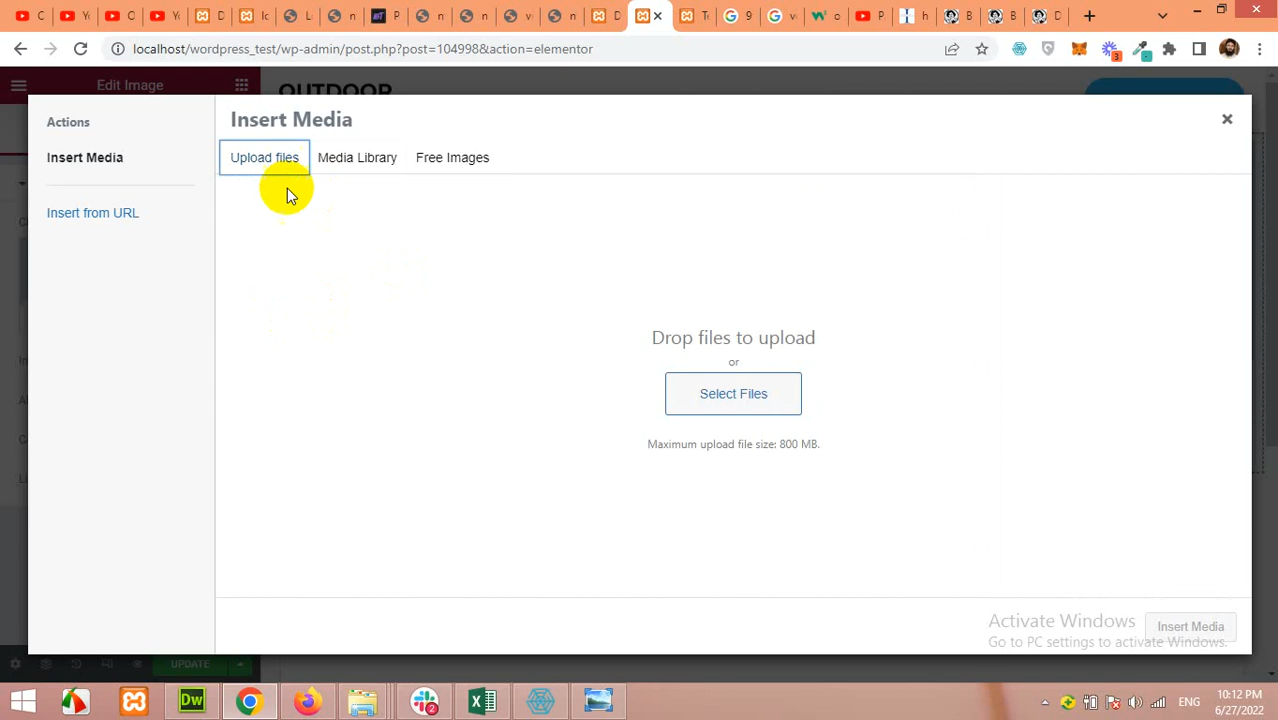 localhost/wordpress_test/wp-admin/post.php?post=104998&action=elementor
Edit Image
OUTDOOR
Actions
Insert Media
Insert from URL
Insert Media
Upload files
Media Library
Free Images
Drop files to upload
or
Select Files
Maximum upload file size: 800 MB.
Activate Windows
Go to PC settings to activate Windows.
Insert Media
UPDATE
Dw
2
ENG
10:12 PM
6/27/2022